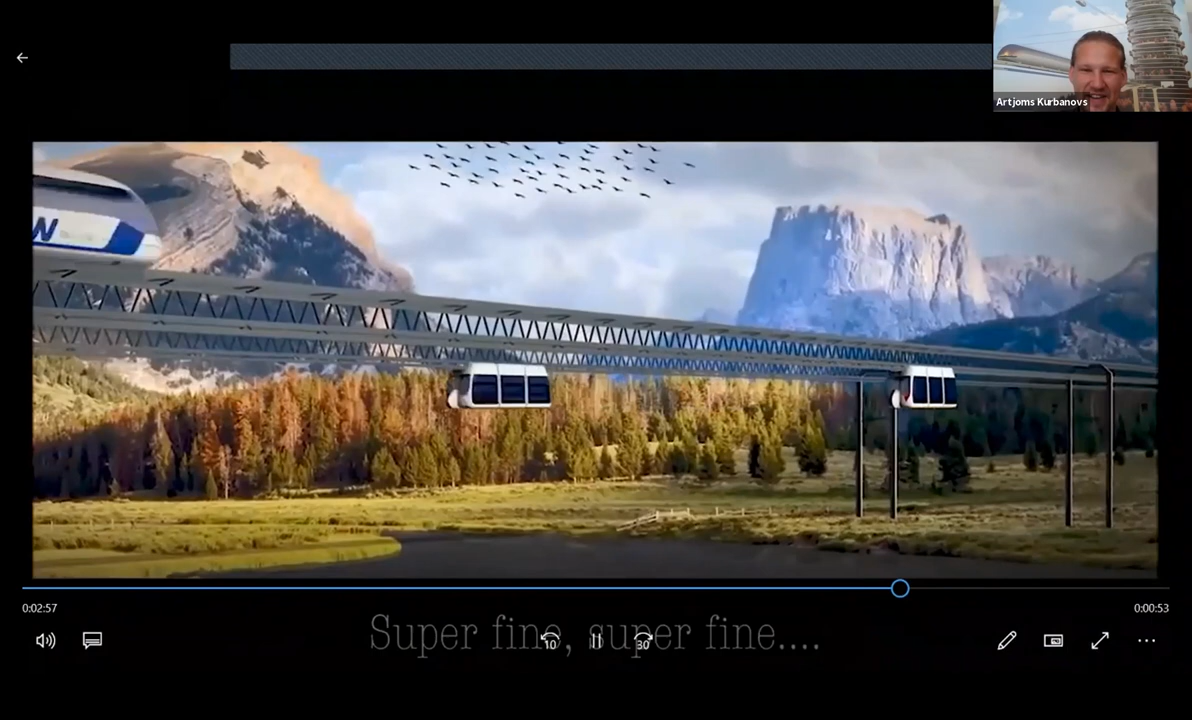 Artjoms Kurbanovs
W
0:02:57
0:00:53
Super fine, super fine....
10
30